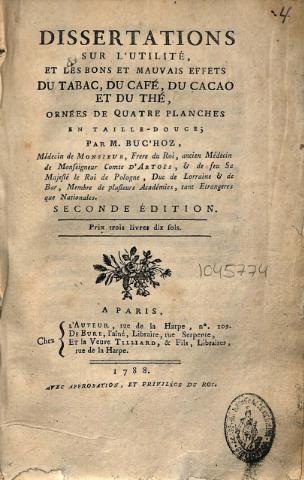 4
DISSERTATIONS
SUR L'UTILITÉ,
ET LES BONS ET MAUVAIS EFFETS
DU TABAC, DU CAFÉ, DU CACAO
ET DU THÉ,
ORNÉES DE QUATRE PLANCHES
EN TAILLE-DOUCE;
PAR M. BUC'HOZ,
Médecin de MONSIEUR, Frere du Roi, ancien Médecin
de Monseigneur Comte D'ARTOIS, & de feu Sa
Majesté le Roi de Pologne, Duc de Lorraine & de
Bar, Membre de plusieurs Académies, tant Etrangeres
que Nationales.
SECONDE ÉDITION.
Prix trois livres dix sols.
1045774
A PARIS,
Chez
L'AUTEUR, rue de la Harpe, n°. 109.
DE BURE, l'aîné, Libraire, rue Serpente,
Et la Veuve TILLIARD, & Fils, Libraires,
rue de la Harpe.
1788.
AVEC APPROBATION, ET PRIVILÉGE DU ROI.